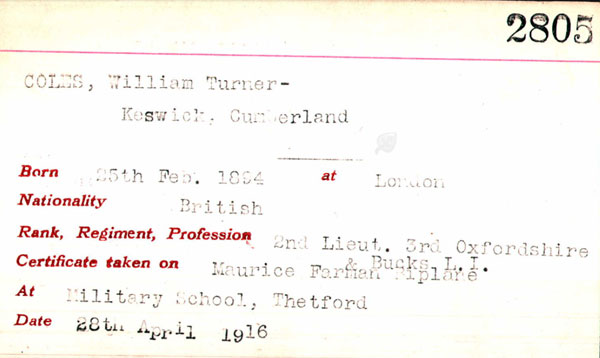 2805
COLES, William Turner-
Keswick, Cumberland
Born 25th Feb. 1894 at London
Nationality British
Rank, Regiment, Profession 2nd Lieut. 3rd Oxfordshire
& Bucks L.I.
Certificate taken on Maurice Farman Biplane
At Military School, Thetford
Date 28th April 1916